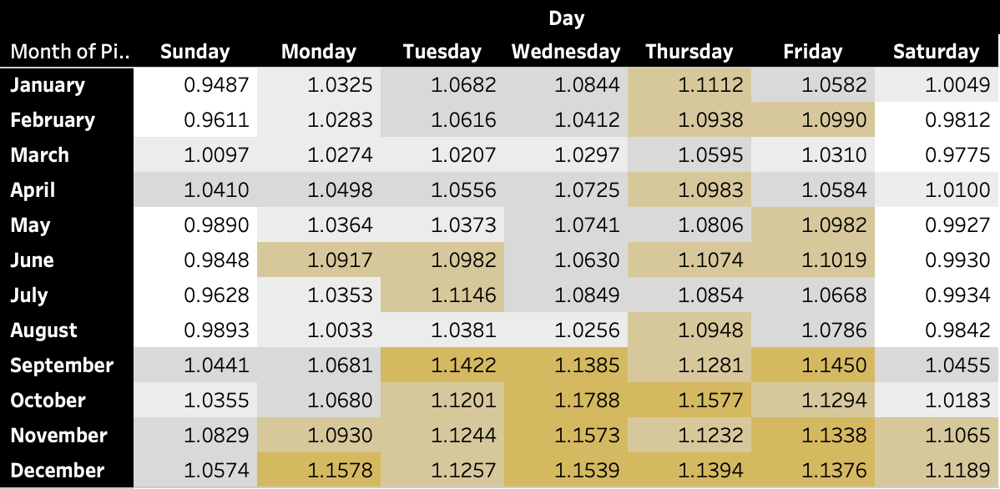 Day
Month of Pi.. Sunday Monday Tuesday Wednesday Thursday Friday Saturday
January 0.9487 1.0325 1.0682 1.0844 1.1112 1.0582 1.0049
February 0.9611 1.0283 1.0616 1.0412 1.0938 1.0990 0.9812
March 1.0097 1.0274 1.0207 1.0297 1.0595 1.0310 0.9775
April 1.0410 1.0498 1.0556 1.0725 1.0983 1.0584 1.0100
May 0.9890 1.0364 1.0373 1.0741 1.0806 1.0982 0.9927
June 0.9848 1.0917 1.0982 1.0630 1.1074 1.1019 0.9930
July 0.9628 1.0353 1.1146 1.0849 1.0854 1.0668 0.9934
August 0.9893 1.0033 1.0381 1.0256 1.0948 1.0786 0.9842
September 1.0441 1.0681 1.1422 1.1385 1.1281 1.1450 1.0455
October 1.0355 1.0680 1.1201 1.1788 1.1577 1.1294 1.0183
November 1.0829 1.0930 1.1244 1.1573 1.1232 1.1338 1.1065
December 1.0574 1.1578 1.1257 1.1539 1.1394 1.1376 1.1189